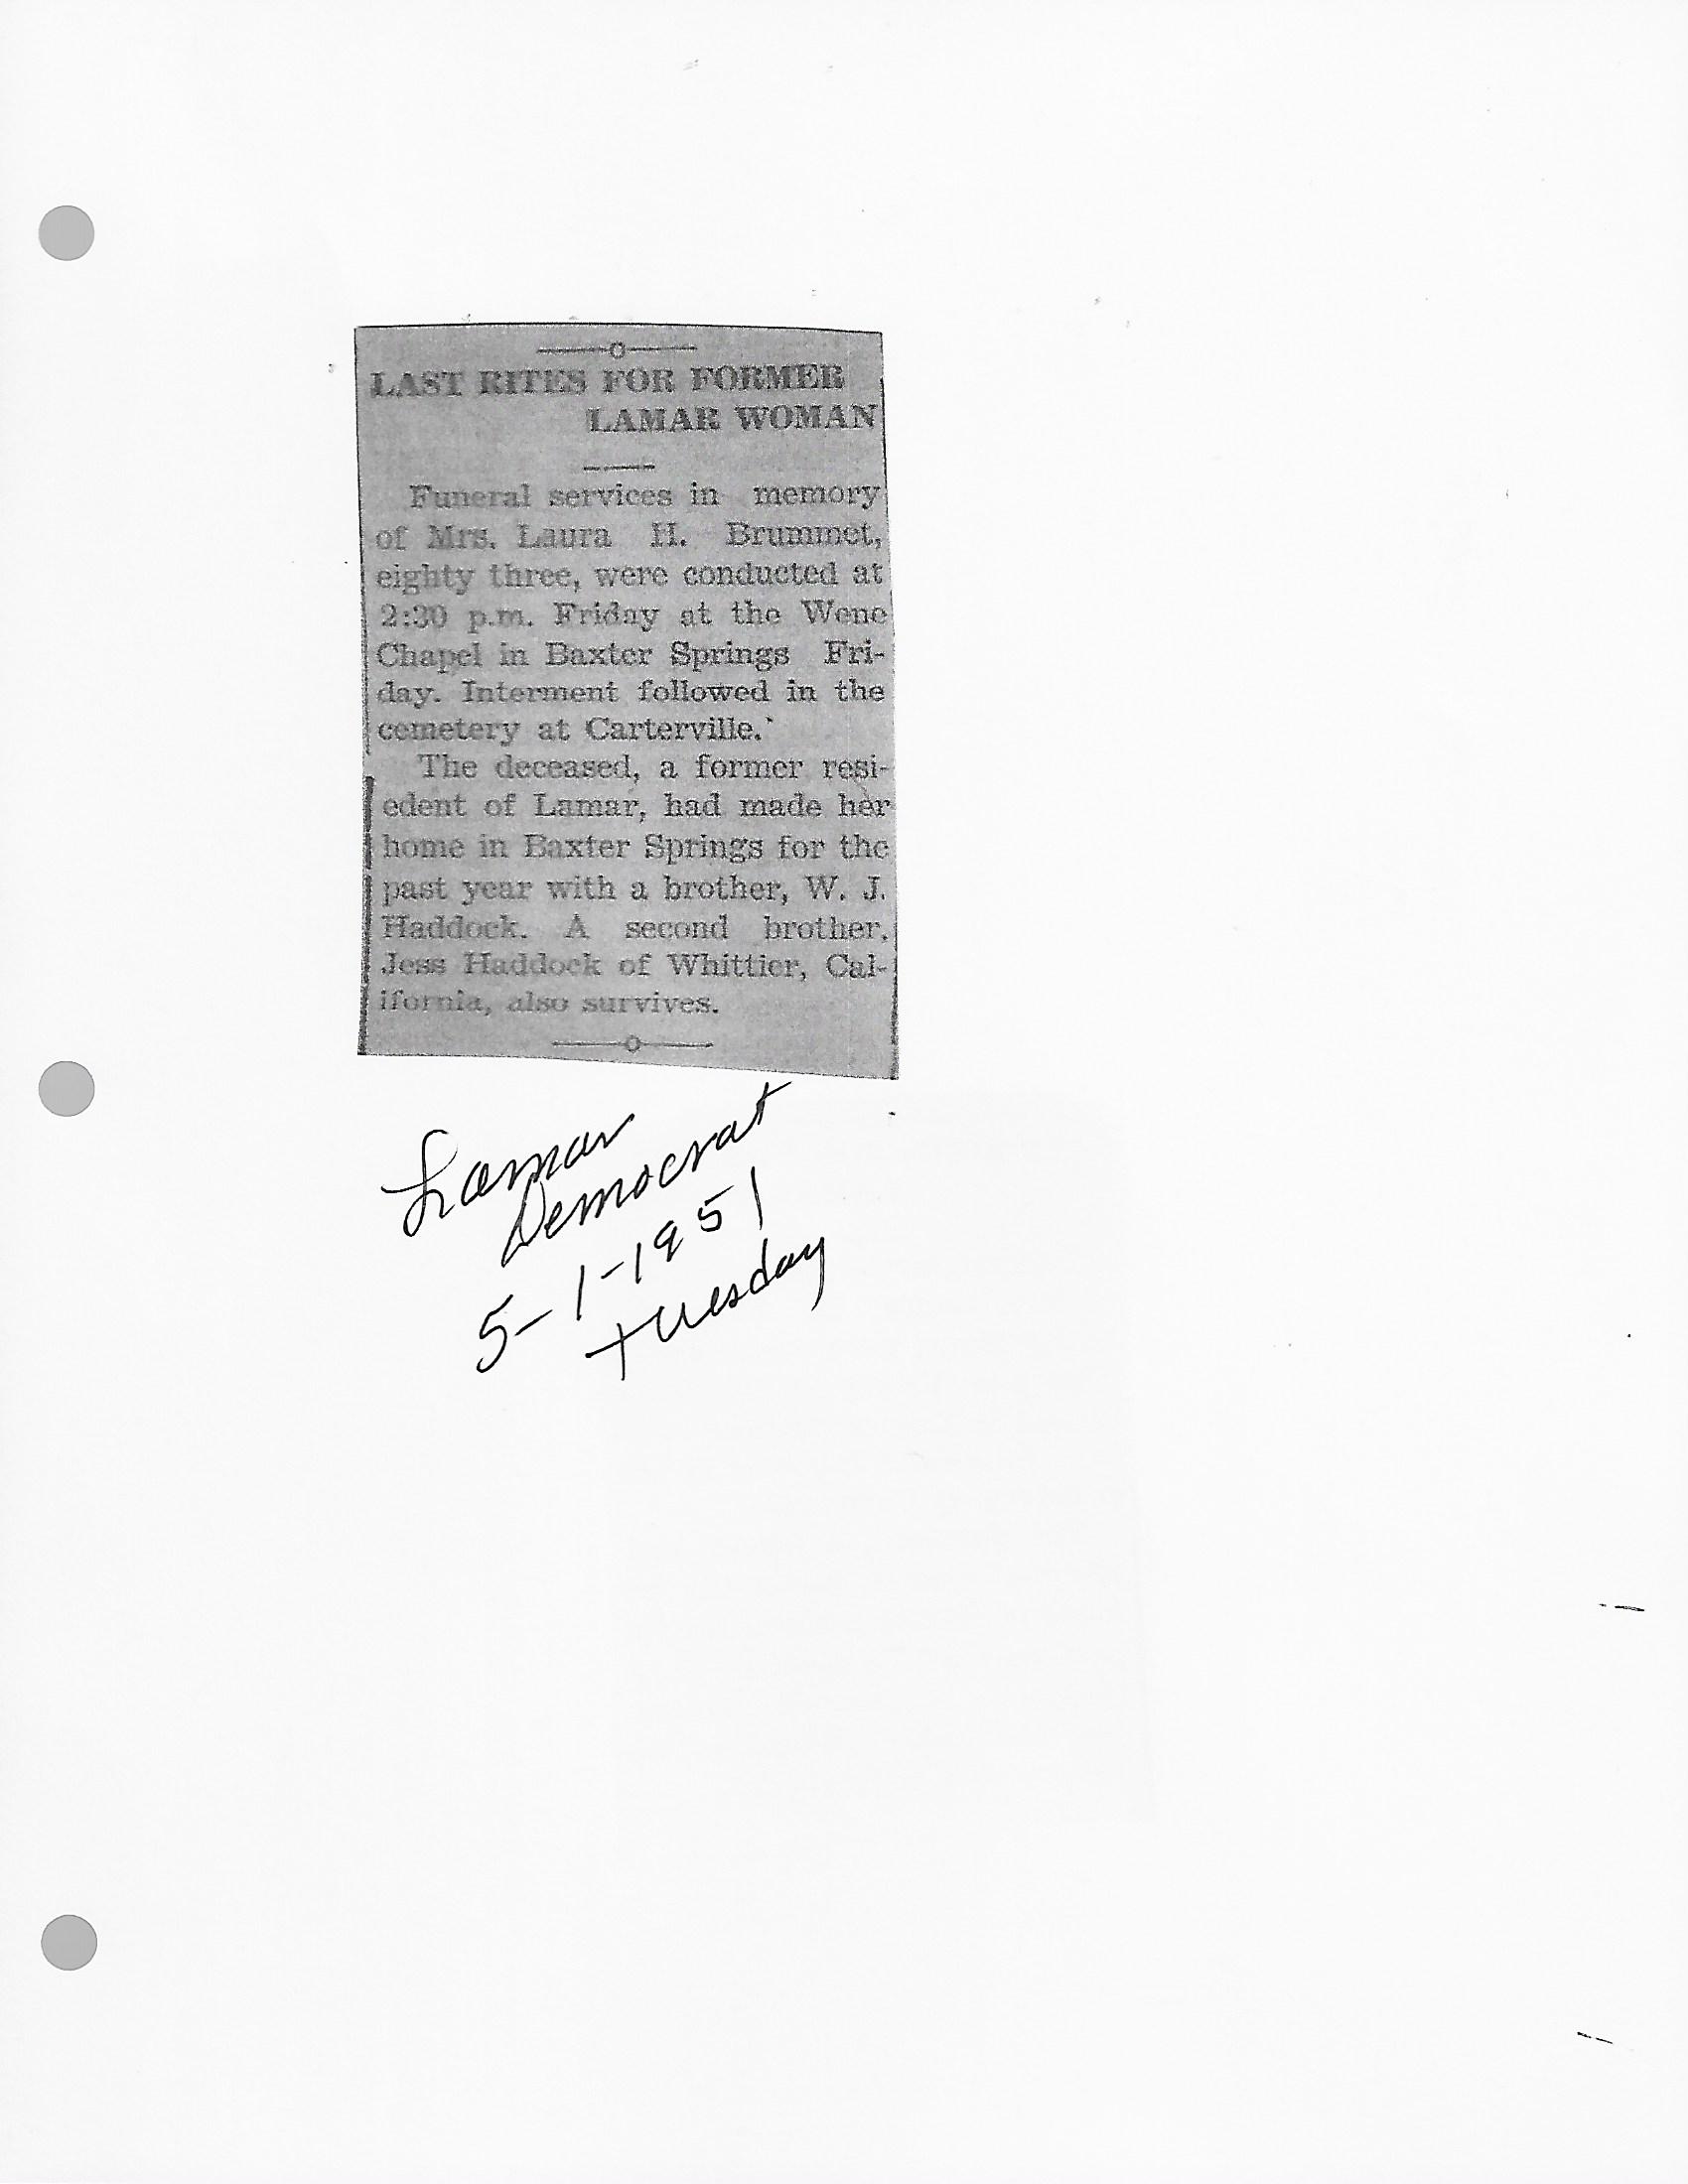 LAST RITES FOR FORMER
LAMAR WOMAN
Funeral services in memory
of Mrs. Laura H. Brummet,
eighty three, were conducted at
2:30 p.m. Friday at the Wene
Chapel in Baxter Springs Fri-
day. Interment followed in the
cemetery at Carterville.
The deceased, a former resi-
edent of Lamar, had made her
home in Baxter Springs for the
past year with a brother, W. J.
Haddock. A second brother,
Jess Haddock of Whittier, Cal-
ifornia, also survives.
Lamar
Democrat
5-1-1951
Tuesday